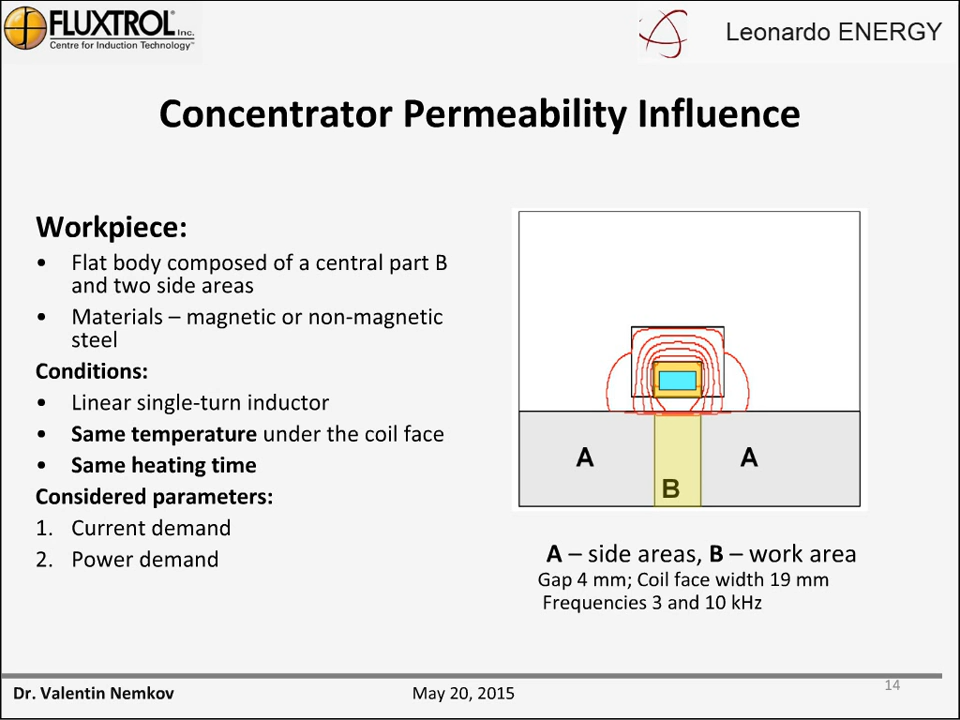 FLUXTROL® Inc.
Centre for Induction Technology™
Leonardo ENERGY
Concentrator Permeability Influence
Workpiece:
• Flat body composed of a central part B
and two side areas
• Materials – magnetic or non-magnetic
steel
Conditions:
• Linear single-turn inductor
• Same temperature under the coil face
• Same heating time
Considered parameters:
1. Current demand
2. Power demand
A A
B
A – side areas, B – work area
Gap 4 mm; Coil face width 19 mm
Frequencies 3 and 10 kHz
Dr. Valentin Nemkov May 20, 2015 14